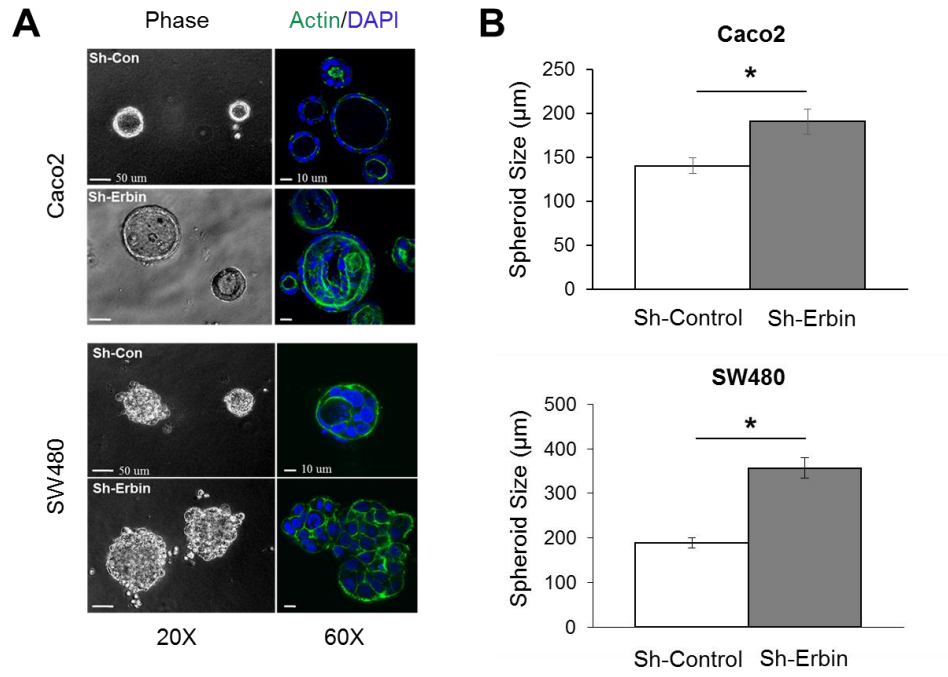 A
Phase
Actin/DAPI
Caco2
Sh-Con
50 um
10 um
Sh-Erbin
SW480
Sh-Con
50 um
10 um
Sh-Erbin
20X
60X
B
Caco2
Spheroid Size (µm)
250
200
150
100
50
0
*
Sh-Control
Sh-Erbin
SW480
Spheroid Size (µm)
500
400
300
200
100
0
*
Sh-Control
Sh-Erbin